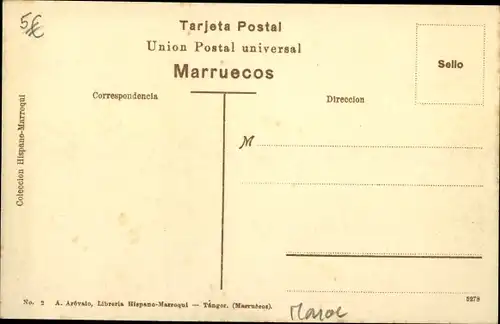 5€
Tarjeta Postal
Union Postal universal
Marruecos
Sello
Correspondencia
Direccion
M
Coleccion Hispano-Marroqui
No. 2 A. Arévalo, Libreria Hispano-Marroqui — Tánger. (Marruecos).
5278
Maroc